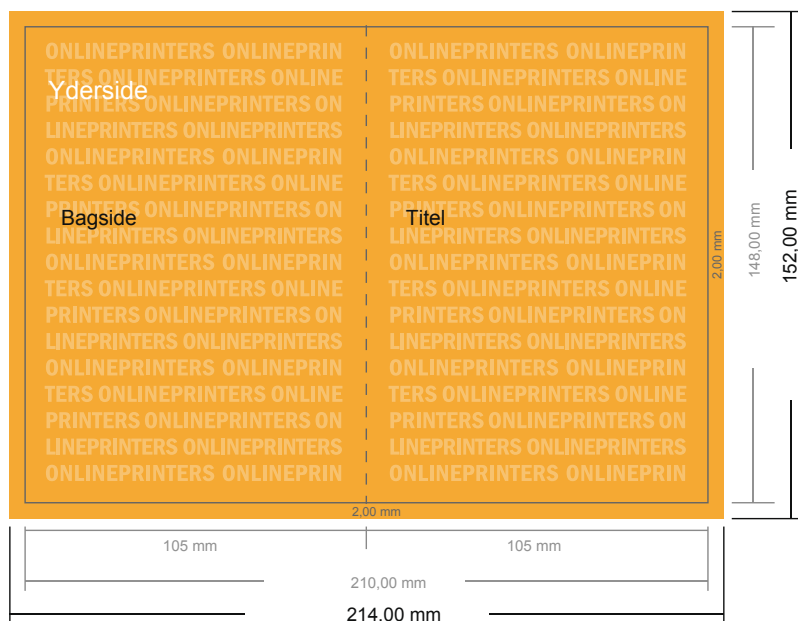 ONLINEPRINTERS ONLINEPRIN
TERS ONLINEPRINTERS ONLINE
PRINTERS ONLINEPRINTERS ON
LINEPRINTERS ONLINEPRINTERS
ONLINEPRINTERS ONLINEPRIN
TERS ONLINEPRINTERS ONLINE
PRINTERS ONLINEPRINTERS ON
LINEPRINTERS ONLINEPRINTERS
ONLINEPRINTERS ONLINEPRIN
TERS ONLINEPRINTERS ONLINE
PRINTERS ONLINEPRINTERS ON
LINEPRINTERS ONLINEPRINTERS
ONLINEPRINTERS ONLINEPRIN
TERS ONLINEPRINTERS ONLINE
PRINTERS ONLINEPRINTERS ON
LINEPRINTERS ONLINEPRINTERS
ONLINEPRINTERS ONLINEPRIN
Yderside
Bagside
ONLINEPRINTERS ONLINEPRIN
TERS ONLINEPRINTERS ONLINE
PRINTERS ONLINEPRINTERS ON
LINEPRINTERS ONLINEPRINTERS
ONLINEPRINTERS ONLINEPRIN
TERS ONLINEPRINTERS ONLINE
PRINTERS ONLINEPRINTERS ON
LINEPRINTERS ONLINEPRINTERS
ONLINEPRINTERS ONLINEPRIN
TERS ONLINEPRINTERS ONLINE
PRINTERS ONLINEPRINTERS ON
LINEPRINTERS ONLINEPRINTERS
ONLINEPRINTERS ONLINEPRIN
TERS ONLINEPRINTERS ONLINE
PRINTERS ONLINEPRINTERS ON
LINEPRINTERS ONLINEPRINTERS
ONLINEPRINTERS ONLINEPRIN
Titel
2,00 mm
148,00 mm
152,00 mm
2,00 mm
105 mm
105 mm
210,00 mm
214,00 mm